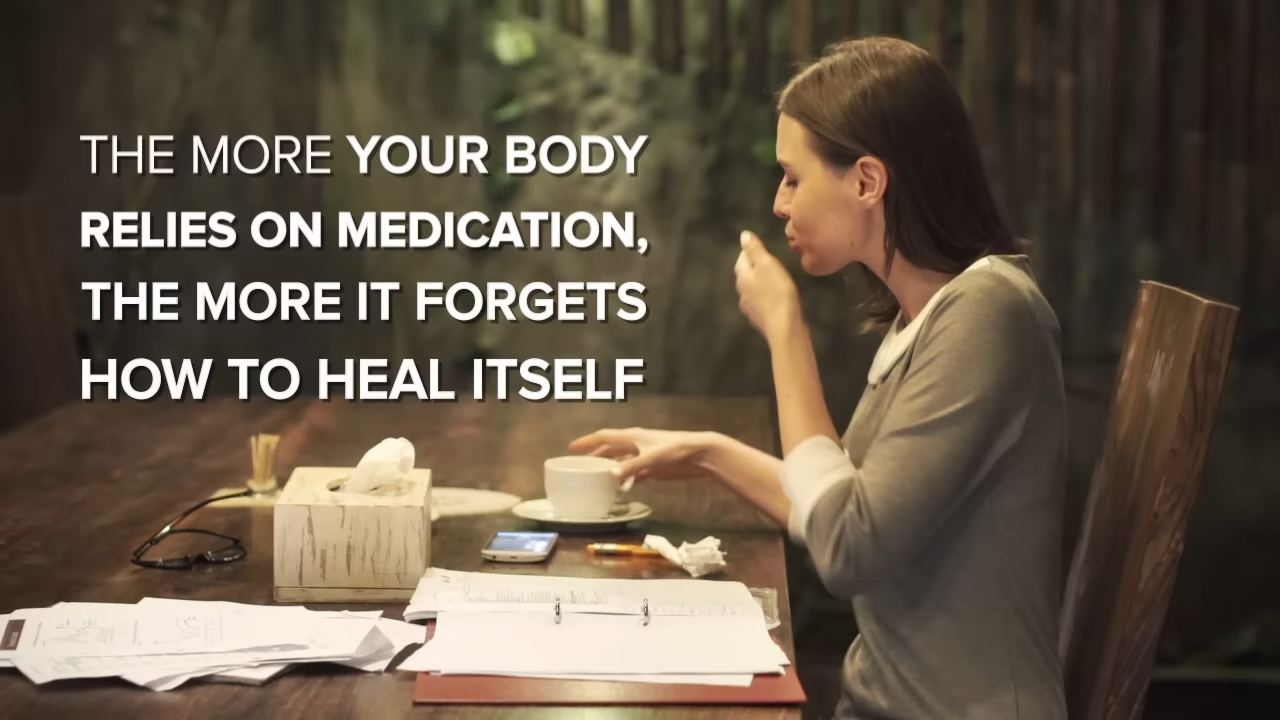 THE MORE YOUR BODY
RELIES ON MEDICATION,
THE MORE IT FORGETS
HOW TO HEAL ITSELF